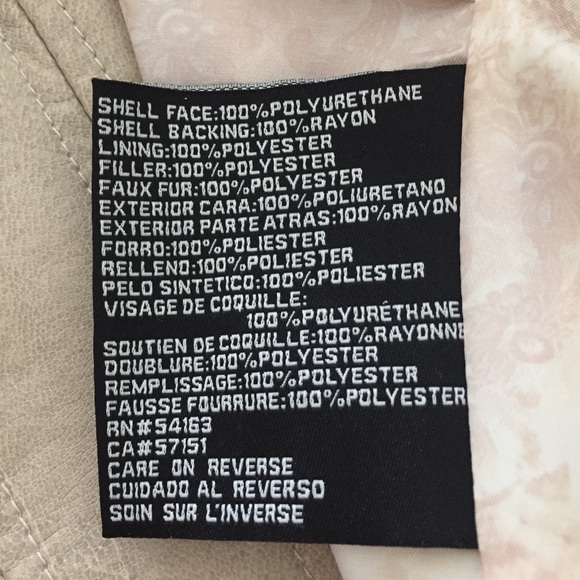 SHELL FACE:100%POLYURETHANE
SHELL BACKING:100%RAYON
LINING:100%POLYESTER
FILLER:100%POLYESTER
FAUX FUR:100%POLYESTER
EXTERIOR CARA:100%POLIURETANO
EXTERIOR PARTE ATRAS:100%RAYON
FORRO:100%POLIESTER
RELLENO:100%POLIESTER
PELO SINTETICO:100%POLIESTER
VISAGE DE COQUILLE:
100%POLYURÉTHANE
SOUTIEN DE COQUILLE:100%RAYONNE
DOUBLURE:100%POLYESTER
REMPLISSAGE:100%POLYESTER
FAUSSE FOURRURE:100%POLYESTER
RN#54163
CA#57151
CARE ON REVERSE
CUIDADO AL REVERSO
SOIN SUR L'INVERSE